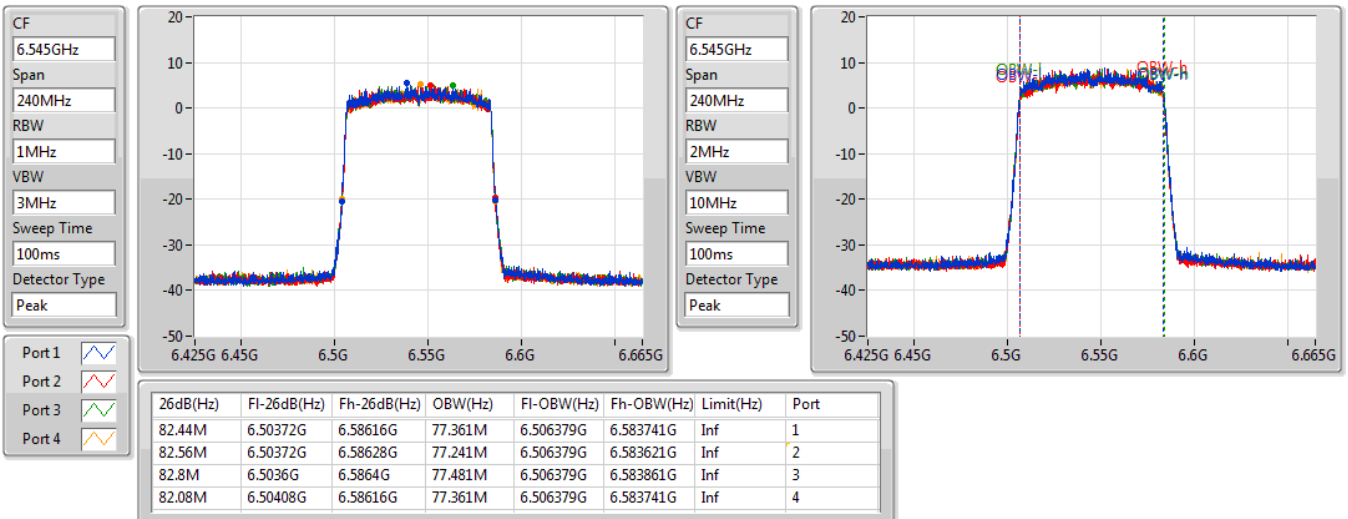 CF
6.545GHz
Span
240MHz
RBW
1MHz
VBW
3MHz
Sweep Time
100ms
Detector Type
Peak
20
10
0
-10
-20
-30
-40
-50
6.425G 6.45G 6.5G 6.55G 6.6G 6.665G
CF
6.545GHz
Span
240MHz
RBW
2MHz
VBW
10MHz
Sweep Time
100ms
Detector Type
Peak
20
10
0
-10
-20
-30
-40
-50
OBW-l OBW-h
OBW-h
6.425G 6.45G 6.5G 6.55G 6.6G 6.665G
Port 1
Port 2
Port 3
Port 4
26dB(Hz) Fl-26dB(Hz) Fh-26dB(Hz) OBW(Hz) Fl-OBW(Hz) Fh-OBW(Hz) Limit(Hz) Port
82.44M 6.50372G 6.58616G 77.361M 6.506379G 6.583741G Inf 1
82.56M 6.50372G 6.58628G 77.241M 6.506379G 6.583621G Inf 2
82.8M 6.5036G 6.5864G 77.481M 6.506379G 6.583861G Inf 3
82.08M 6.50408G 6.58616G 77.361M 6.506379G 6.583741G Inf 4